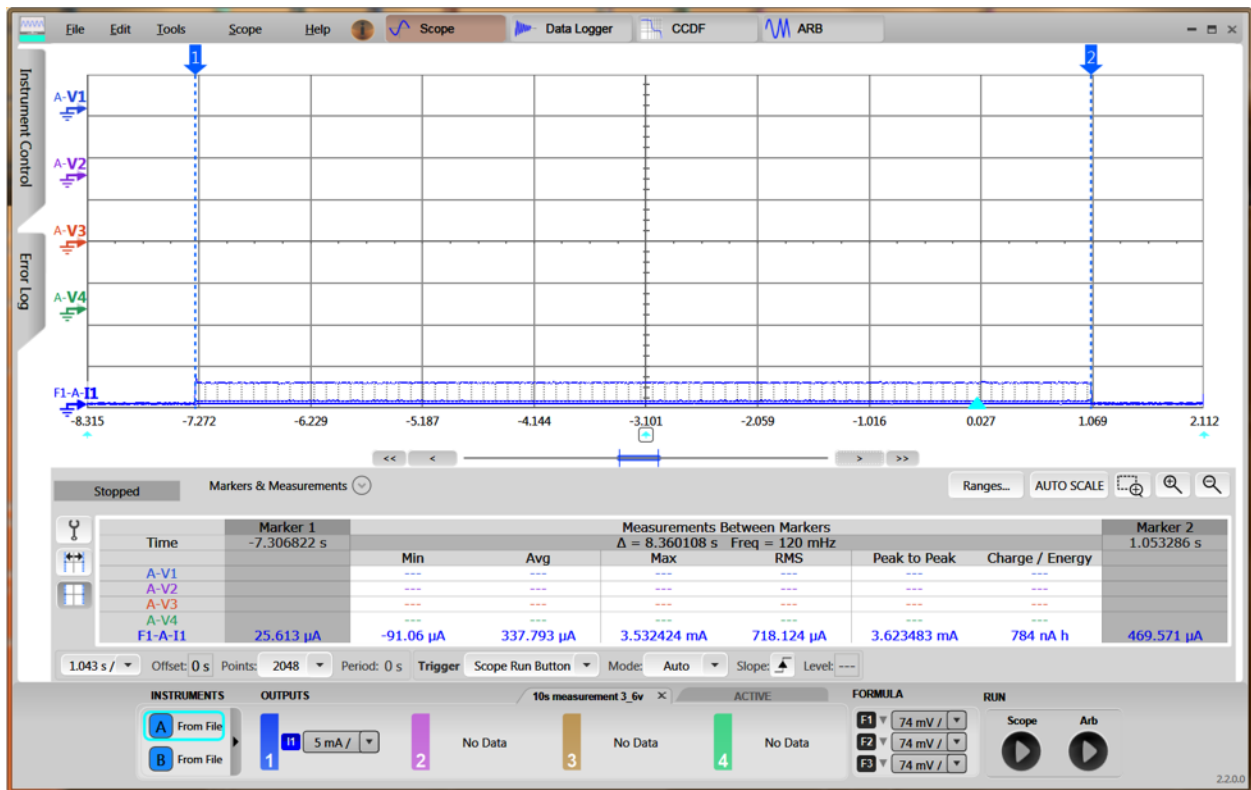 File Edit Tools Scope Help Scope Data Logger CCDF ARB
Instrument Control
Error Log
1 2
A-V1
A-V2
A-V3
A-V4
F1-A-I1
-8.315 -7.272 -6.229 -5.187 -4.144 -3.101 -2.059 -1.016 0.027 1.069 2.112
<< < > >>
Stopped Markers & Measurements Ranges... AUTO SCALE
Marker 1 Measurements Between Markers Marker 2
Time -7.306822 s Δ = 8.360108 s Freq = 120 mHz 1.053286 s
Min Avg Max RMS Peak to Peak Charge / Energy
A-V1 --- --- --- --- --- ---
A-V2 --- --- --- --- --- ---
A-V3 --- --- --- --- --- ---
A-V4 --- --- --- --- --- ---
F1-A-I1 25.613 µA -91.06 µA 337.793 µA 3.532424 mA 718.124 µA 3.623483 mA 784 nA h 469.571 µA
1.043 s / Offset: 0 s Points: 2048 Period: 0 s Trigger Scope Run Button Mode: Auto Slope: Level: ---
INSTRUMENTS OUTPUTS 10s measurement 3_6v × ACTIVE FORMULA RUN
A From File
B From File
1 I1 5 mA /
2 No Data
3 No Data
4 No Data
F1 74 mV /
F2 74 mV /
F3 74 mV /
Scope Arb
2.2.0.0